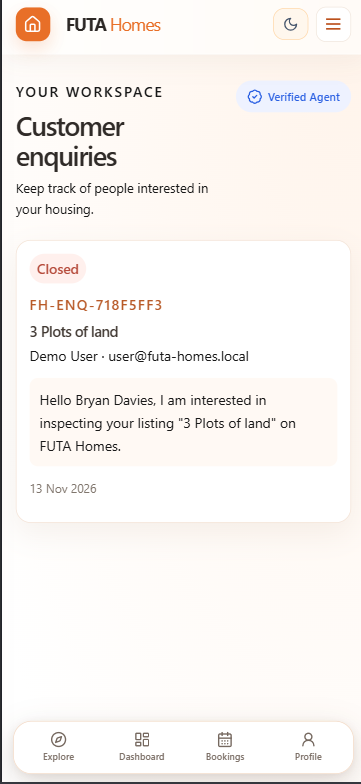 FUTA Homes
YOUR WORKSPACE
Verified Agent
Customer
enquiries
Keep track of people interested in
your housing.
Closed
FH-ENQ-718F5FF3
3 Plots of land
Demo User · user@futa-homes.local
Hello Bryan Davies, I am interested in
inspecting your listing "3 Plots of land" on
FUTA Homes.
13 Nov 2026
Explore
Dashboard
Bookings
Profile